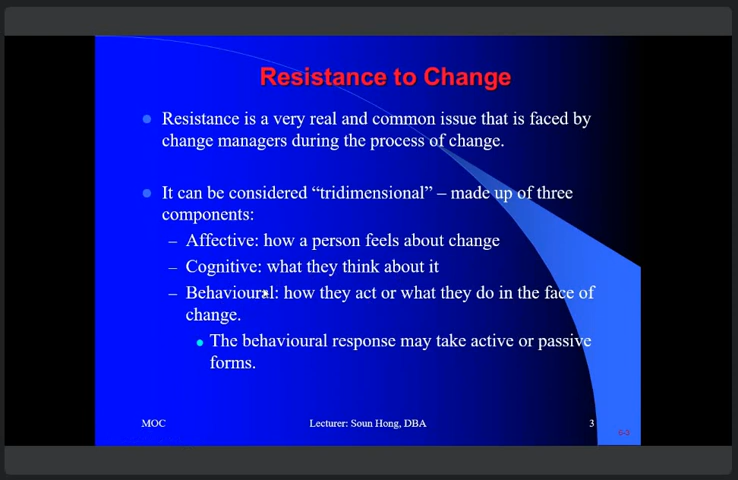 Resistance to Change
Resistance is a very real and common issue that is faced by
change managers during the process of change.
It can be considered “tridimensional” – made up of three
components:
– Affective: how a person feels about change
– Cognitive: what they think about it
– Behavioural: how they act or what they do in the face of
change.
The behavioural response may take active or passive
forms.
MOC
Lecturer: Soun Hong, DBA
3